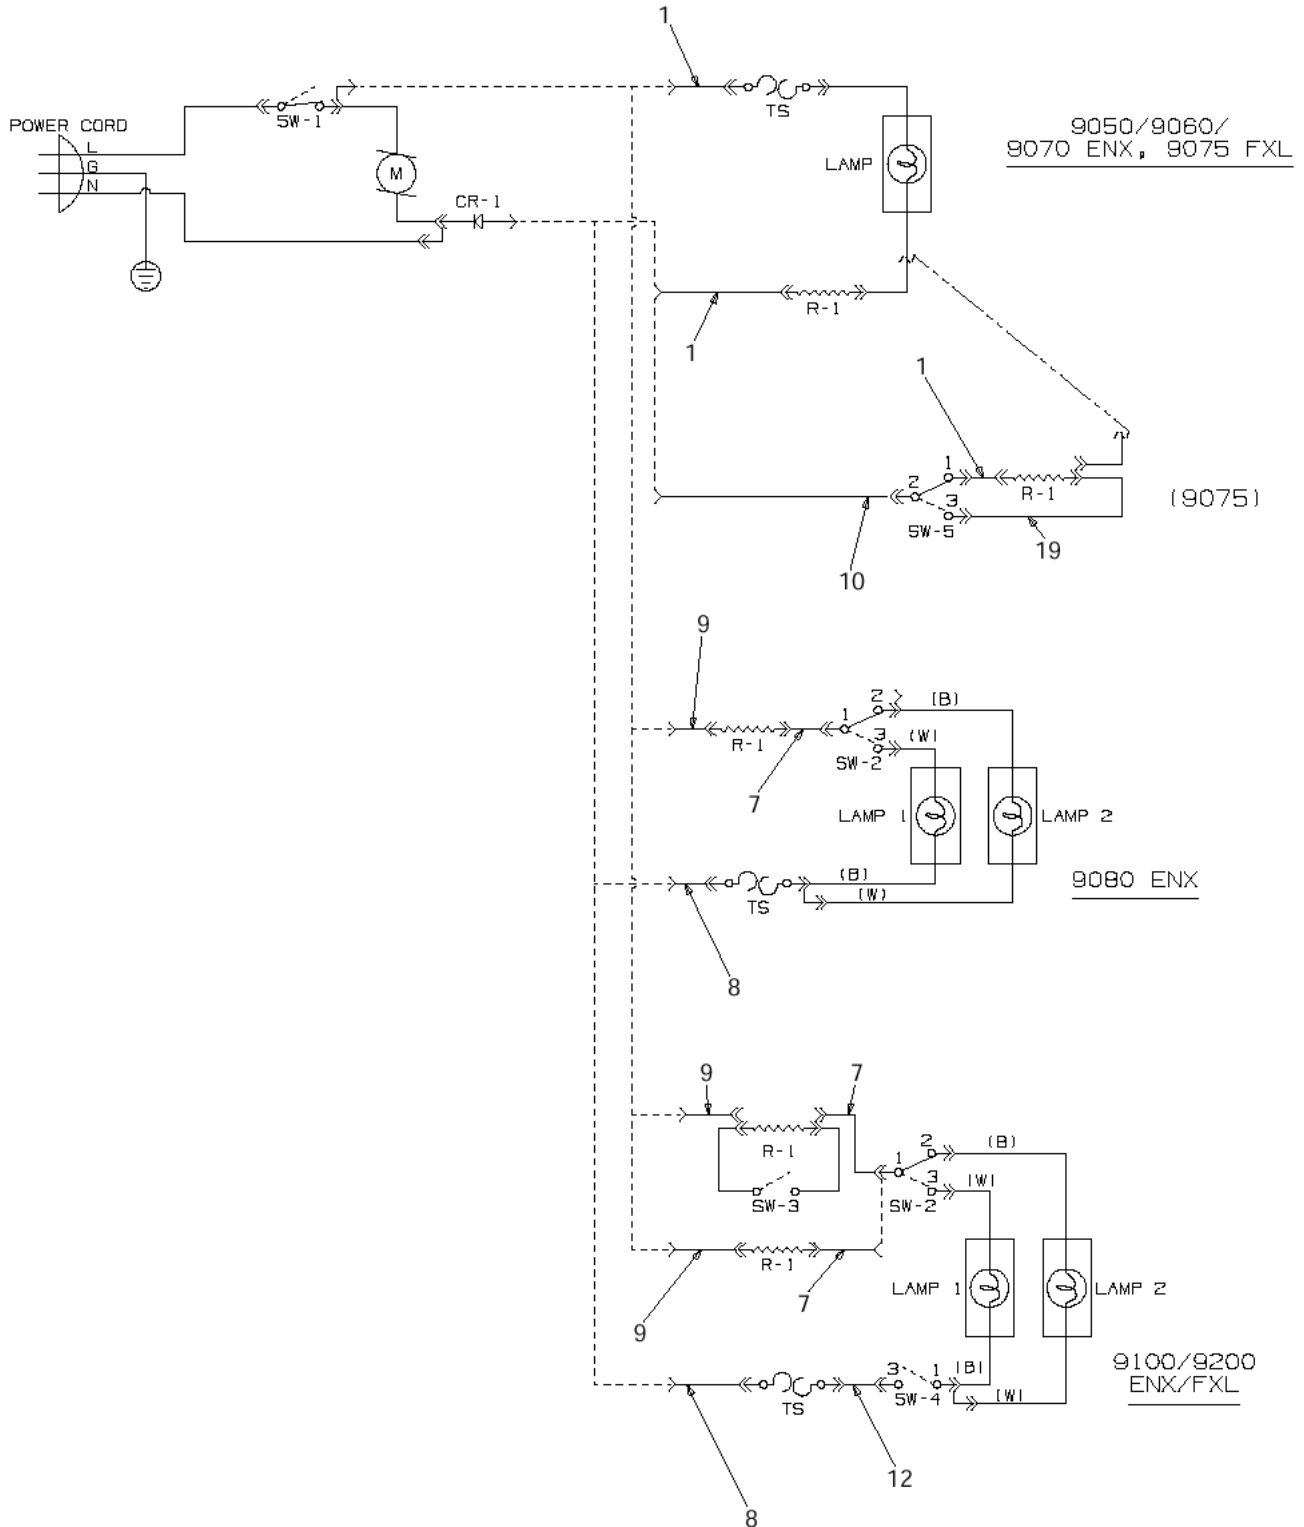 1
POWER CORD
L
G
N
SW-1
M
CR-1
TS
LAMP
9050/9060/
9070 ENX, 9075 FXL
R-1
1
1
2
1
3
SW-5
R-1
19
10
(9075)
9
R-1
7
1
2
3
SW-2
(B)
(W)
LAMP 1
LAMP 2
(B)
(W)
TS
8
9080 ENX
9
7
R-1
SW-3
1
2
3
SW-2
(B)
(W)
R-1
7
9
LAMP 1
LAMP 2
9100/9200
ENX/FXL
3
1
SW-4
(B)
(W)
TS
12
8